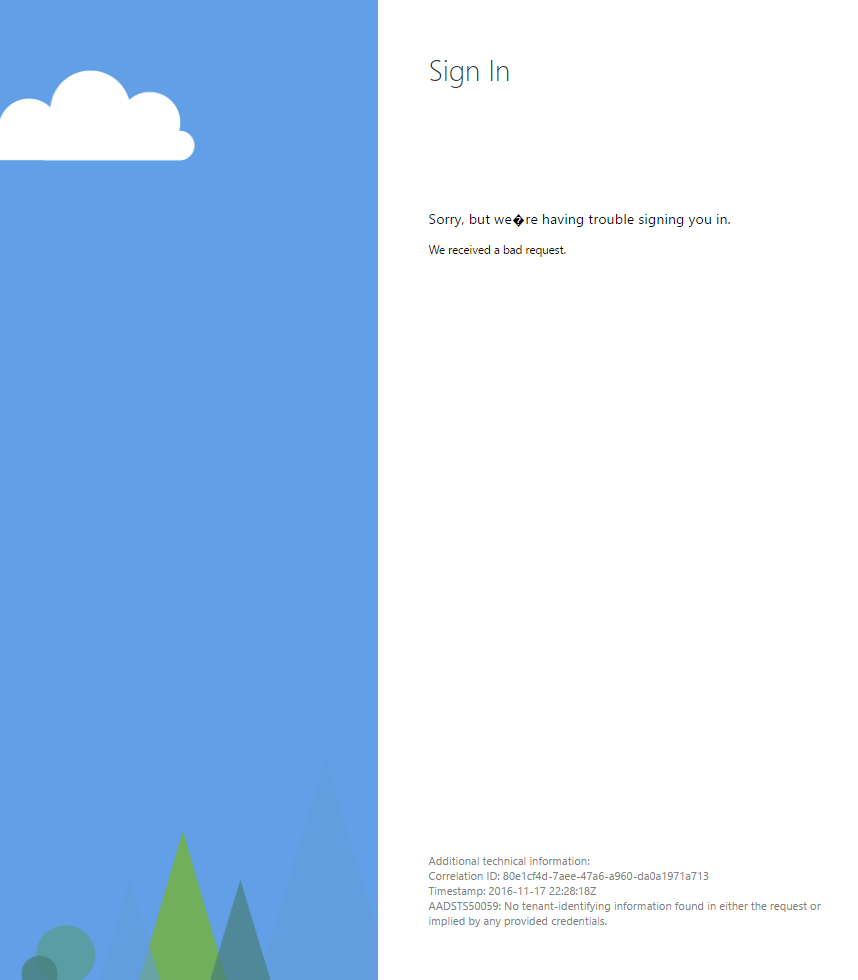 Sign In
Sorry, but we�re having trouble signing you in.
We received a bad request.
Additional technical information:
Correlation ID: 80e1cf4d-7aee-47a6-a960-da0a1971a713
Timestamp: 2016-11-17 22:28:18Z
AADSTS50059: No tenant-identifying information found in either the request or
implied by any provided credentials.